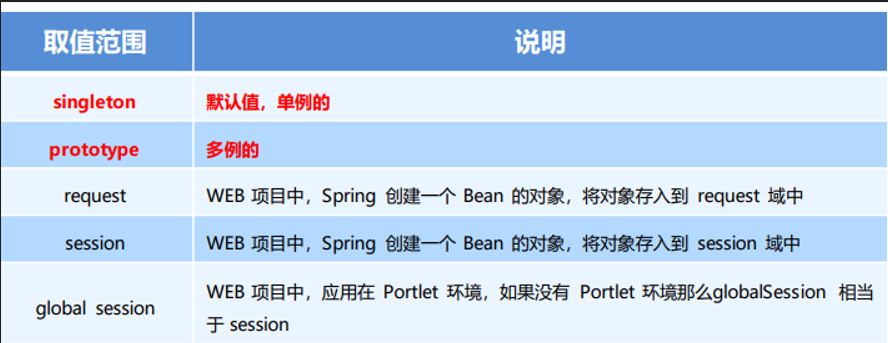 取值范围 说明
singleton 默认值，单例的
prototype 多例的
request WEB 项目中，Spring 创建一个 Bean 的对象，将对象存入到 request 域中
session WEB 项目中，Spring 创建一个 Bean 的对象，将对象存入到 session 域中
global session WEB 项目中，应用在 Portlet 环境，如果没有 Portlet 环境那么globalSession 相当
于 session